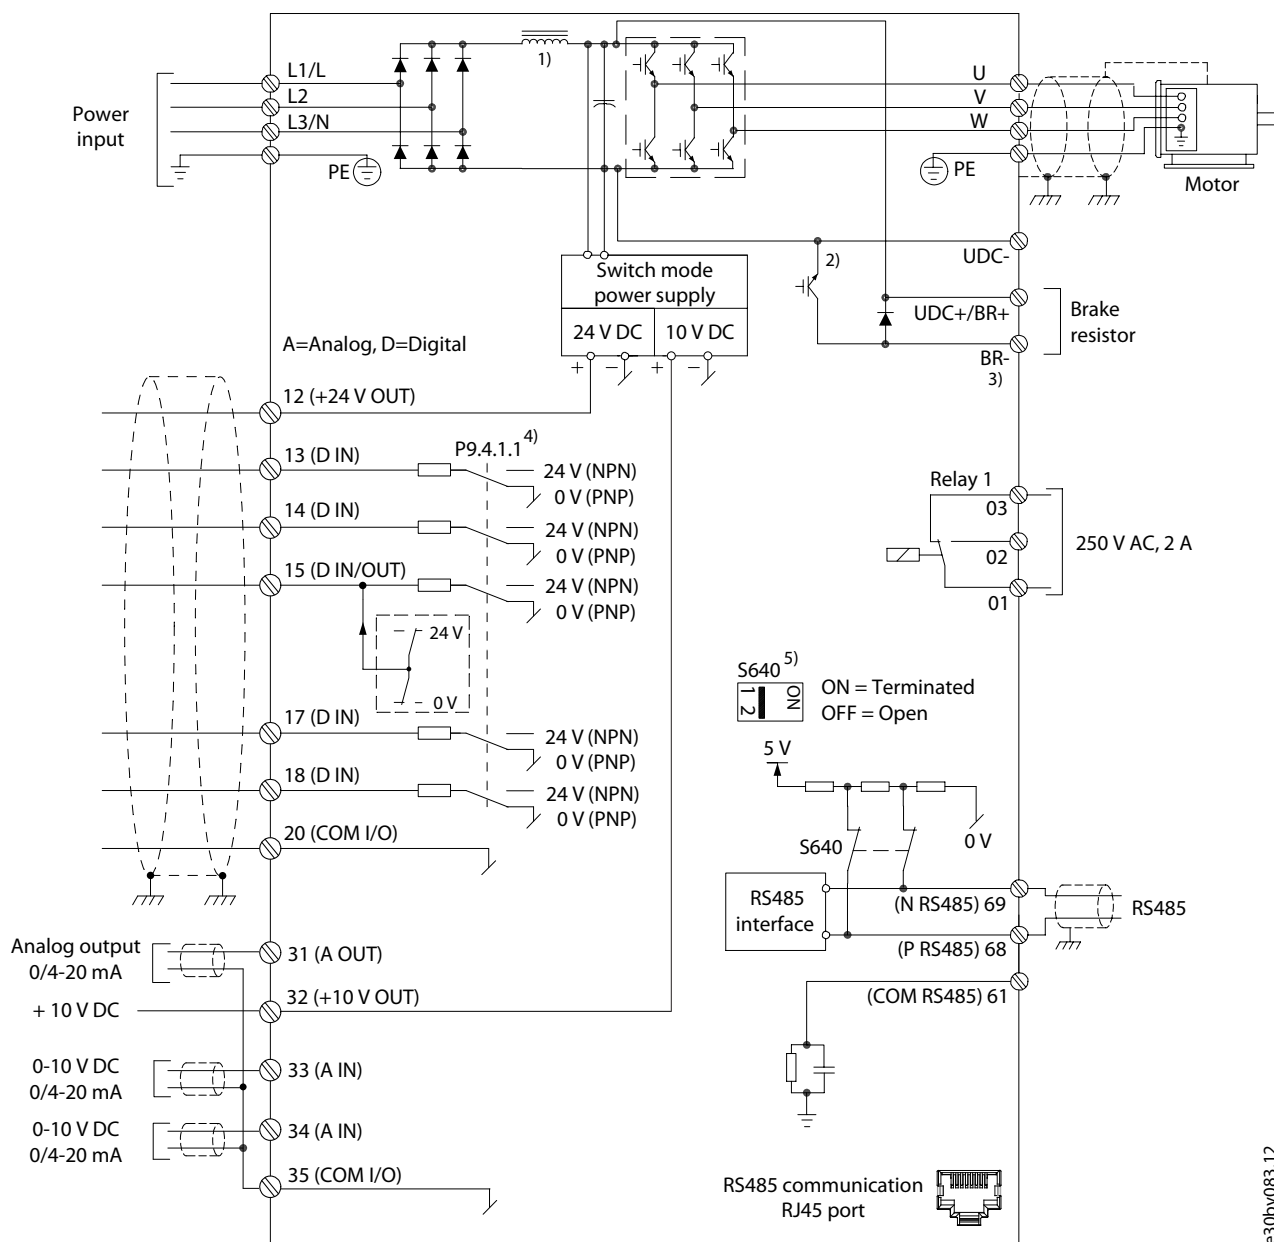 L1/L
L2
L3/N
Power
input
PE
1)
U
V
W
PE
Motor
UDC-
2)
Switch mode
power supply
24 V DC
10 V DC
+
−
+
−
UDC+/BR+
BR-
3)
Brake
resistor
A=Analog, D=Digital
12 (+24 V OUT)
13 (D IN)
P9.4.1.1 4)
24 V (NPN)
0 V (PNP)
14 (D IN)
24 V (NPN)
0 V (PNP)
15 (D IN/OUT)
24 V (NPN)
0 V (PNP)
24 V
0 V
17 (D IN)
24 V (NPN)
0 V (PNP)
18 (D IN)
24 V (NPN)
0 V (PNP)
20 (COM I/O)
Relay 1
03
02
01
250 V AC, 2 A
S640 5)
1 2
ON
ON = Terminated
OFF = Open
5 V
0 V
S640
RS485
interface
(N RS485) 69
(P RS485) 68
RS485
(COM RS485) 61
Analog output
0/4-20 mA
31 (A OUT)
+ 10 V DC
32 (+10 V OUT)
0-10 V DC
0/4-20 mA
33 (A IN)
0-10 V DC
0/4-20 mA
34 (A IN)
35 (COM I/O)
RS485 communication
RJ45 port
e30bv083.12